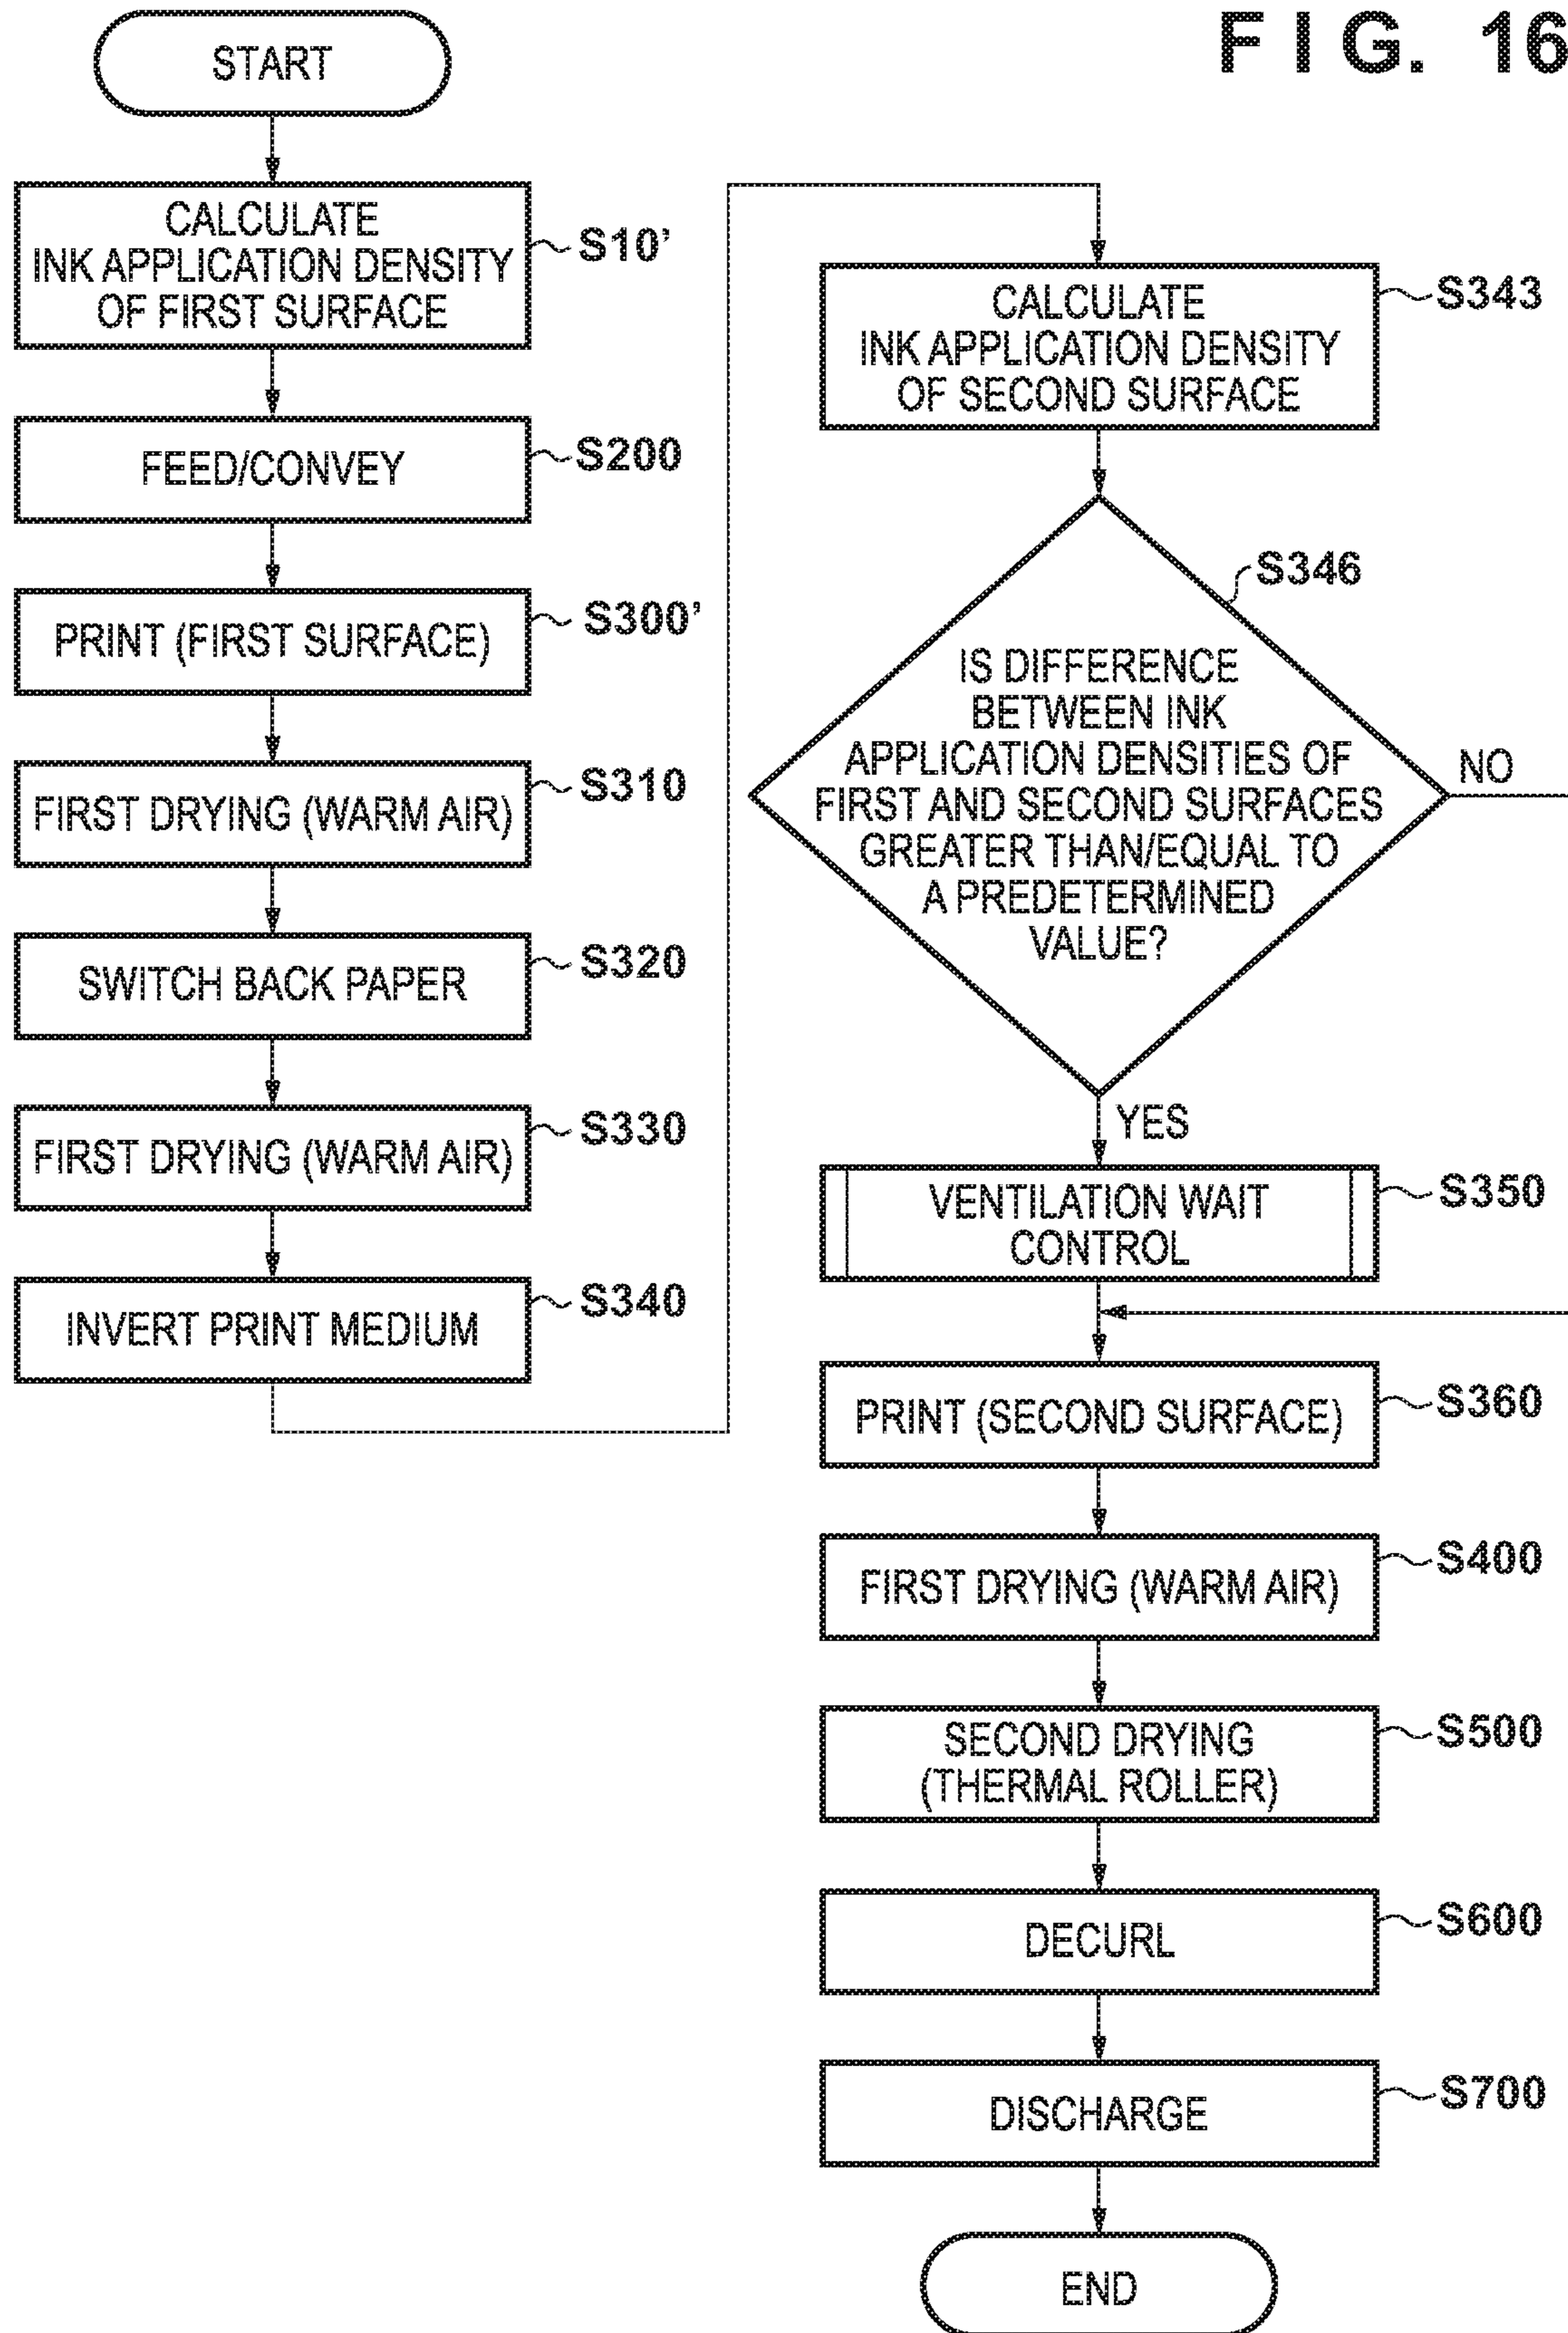 F I G. 16
START
CALCULATE
INK APPLICATION DENSITY
OF FIRST SURFACE
S10’
FEED/CONVEY
S200
PRINT (FIRST SURFACE)
S300’
FIRST DRYING (WARM AIR)
S310
SWITCH BACK PAPER
S320
FIRST DRYING (WARM AIR)
S330
INVERT PRINT MEDIUM
S340
CALCULATE
INK APPLICATION DENSITY
OF SECOND SURFACE
S343
S346
IS DIFFERENCE
BETWEEN INK
APPLICATION DENSITIES OF
FIRST AND SECOND SURFACES
GREATER THAN/EQUAL TO
A PREDETERMINED
VALUE?
NO
YES
VENTILATION WAIT
CONTROL
S350
PRINT (SECOND SURFACE)
S360
FIRST DRYING (WARM AIR)
S400
SECOND DRYING
(THERMAL ROLLER)
S500
DECURL
S600
DISCHARGE
S700
END